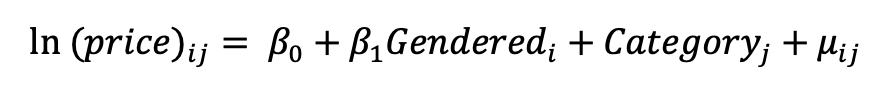 ln (price)ᵢⱼ = β₀ + β₁Genderedᵢ + Categoryⱼ + μᵢⱼ